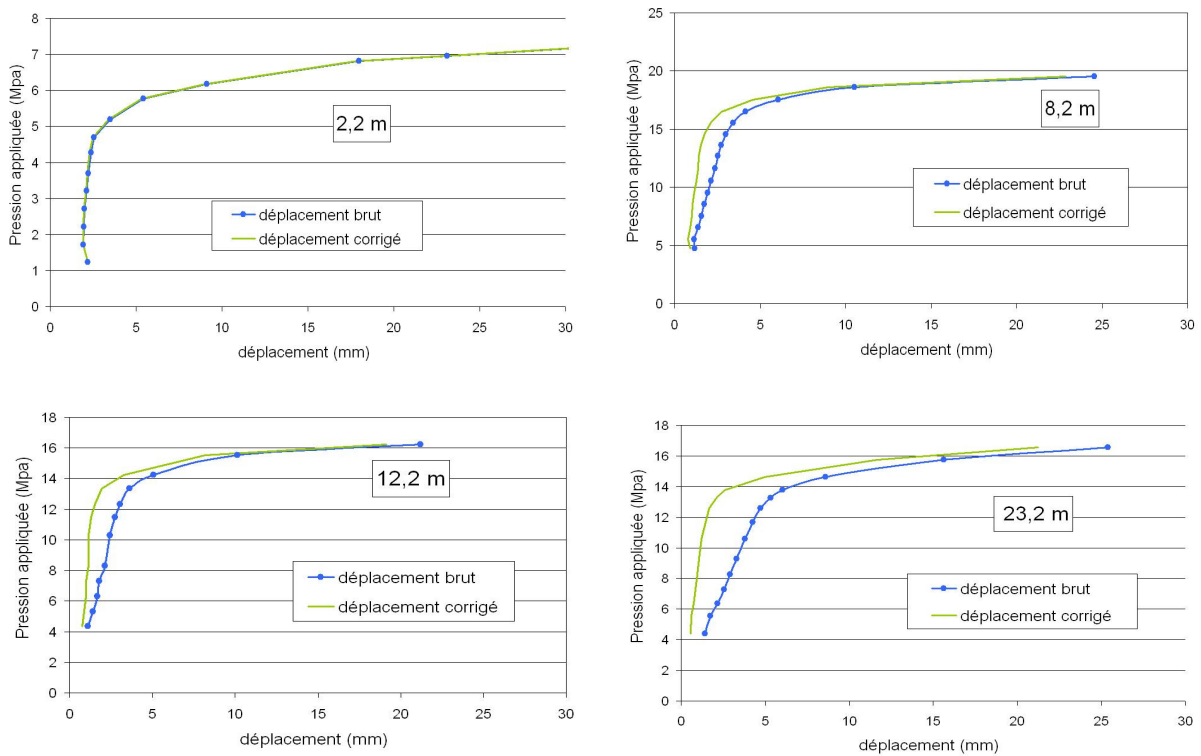 8
7
6
5
4
3
2
1
0
Pression appliquée (Mpa)
2,2 m
déplacement brut
déplacement corrigé
0 5 10 15 20 25 30
déplacement (mm)
25
20
15
10
5
0
Pression appliquée (Mpa)
8,2 m
déplacement brut
déplacement corrigé
0 5 10 15 20 25 30
déplacement (mm)
18
16
14
12
10
8
6
4
2
0
Pression appliquée (Mpa)
12,2 m
déplacement brut
déplacement corrigé
0 5 10 15 20 25 30
déplacement (mm)
18
16
14
12
10
8
6
4
2
0
Pression appliquée (Mpa)
23,2 m
déplacement brut
déplacement corrigé
0 5 10 15 20 25 30
déplacement (mm)